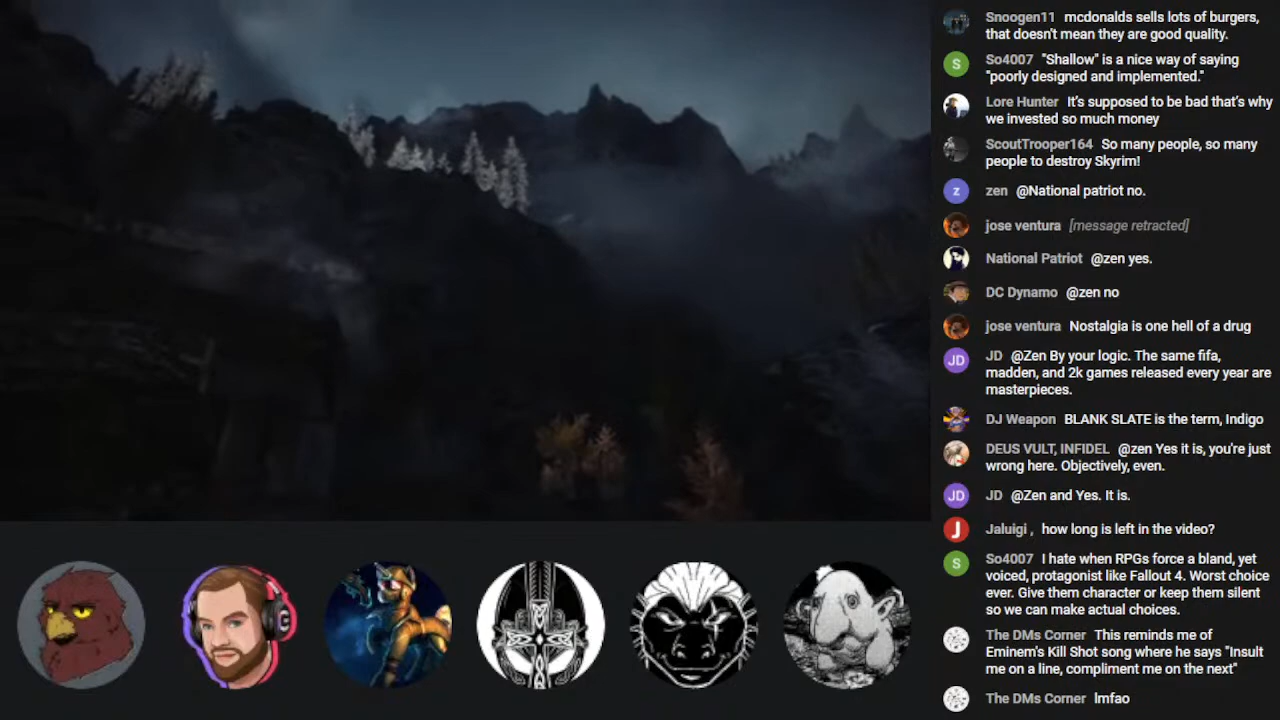 Snoogen11 mcdonalds sells lots of burgers,
that doesn't mean they are good quality.
S
So4007 "Shallow" is a nice way of saying
"poorly designed and implemented."
Lore Hunter It's supposed to be bad that's why
we invested so much money
ScoutTrooper164 So many people, so many
people to destroy Skyrim!
z
zen @National patriot no.
jose ventura [message retracted]
National Patriot @zen yes.
DC Dynamo @zen no
jose ventura Nostalgia is one hell of a drug
JD
JD @Zen By your logic. The same fifa,
madden, and 2k games released every year are
masterpieces.
DJ Weapon BLANK SLATE is the term, Indigo
DEUS VULT, INFIDEL @zen Yes it is, you're just
wrong here. Objectively, even.
JD
JD @Zen and Yes. It is.
J
Jaluigi , how long is left in the video?
S
So4007 I hate when RPGs force a bland, yet
voiced, protagonist like Fallout 4. Worst choice
ever. Give them character or keep them silent
so we can make actual choices.
The DMs Corner This reminds me of
Eminem's Kill Shot song where he says "Insult
me on a line, compliment me on the next"
The DMs Corner lmfao